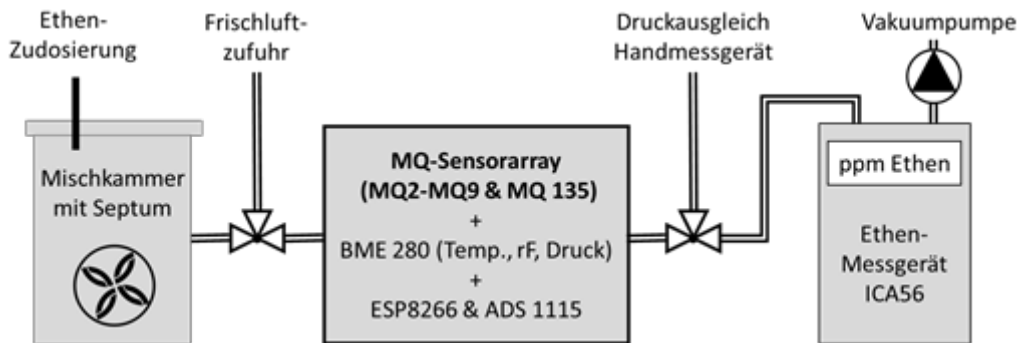 Ethen-
Zudosierung
Frischluft-
zufuhr
Druckausgleich
Handmessgerät
Vakuumpumpe
Mischkammer
mit Septum
MQ-Sensorarray
(MQ2-MQ9 & MQ 135)
+
BME 280 (Temp., rF, Druck)
+
ESP8266 & ADS 1115
ppm Ethen
Ethen-
Messgerät
ICA56